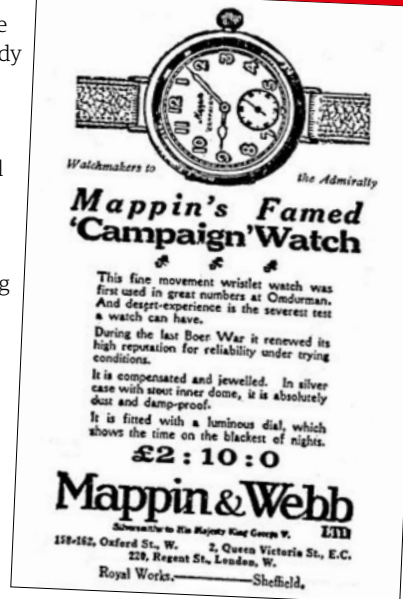 e
dy
l
g
Watchmakers to the Admiralty
Mappin's Famed
'Campaign' Watch
This fine movement wristlet watch was
first used in great numbers at Omdurman.
And desert-experience is the severest test
a watch can have.
During the last Boer War it renewed its
high reputation for reliability under trying
conditions.
It is compensated and jewelled. In silver
case with stout inner dome, it is absolutely
dust and damp-proof.
It is fitted with a luminous dial, which
shows the time on the blackest of nights.
£2:10:0
Mappin & Webb
LTD
Silversmiths to His Majesty King George V.
158-162, Oxford St., W. 2, Queen Victoria St., E.C.
220, Regent St., London, W.
Royal Works, Sheffield.